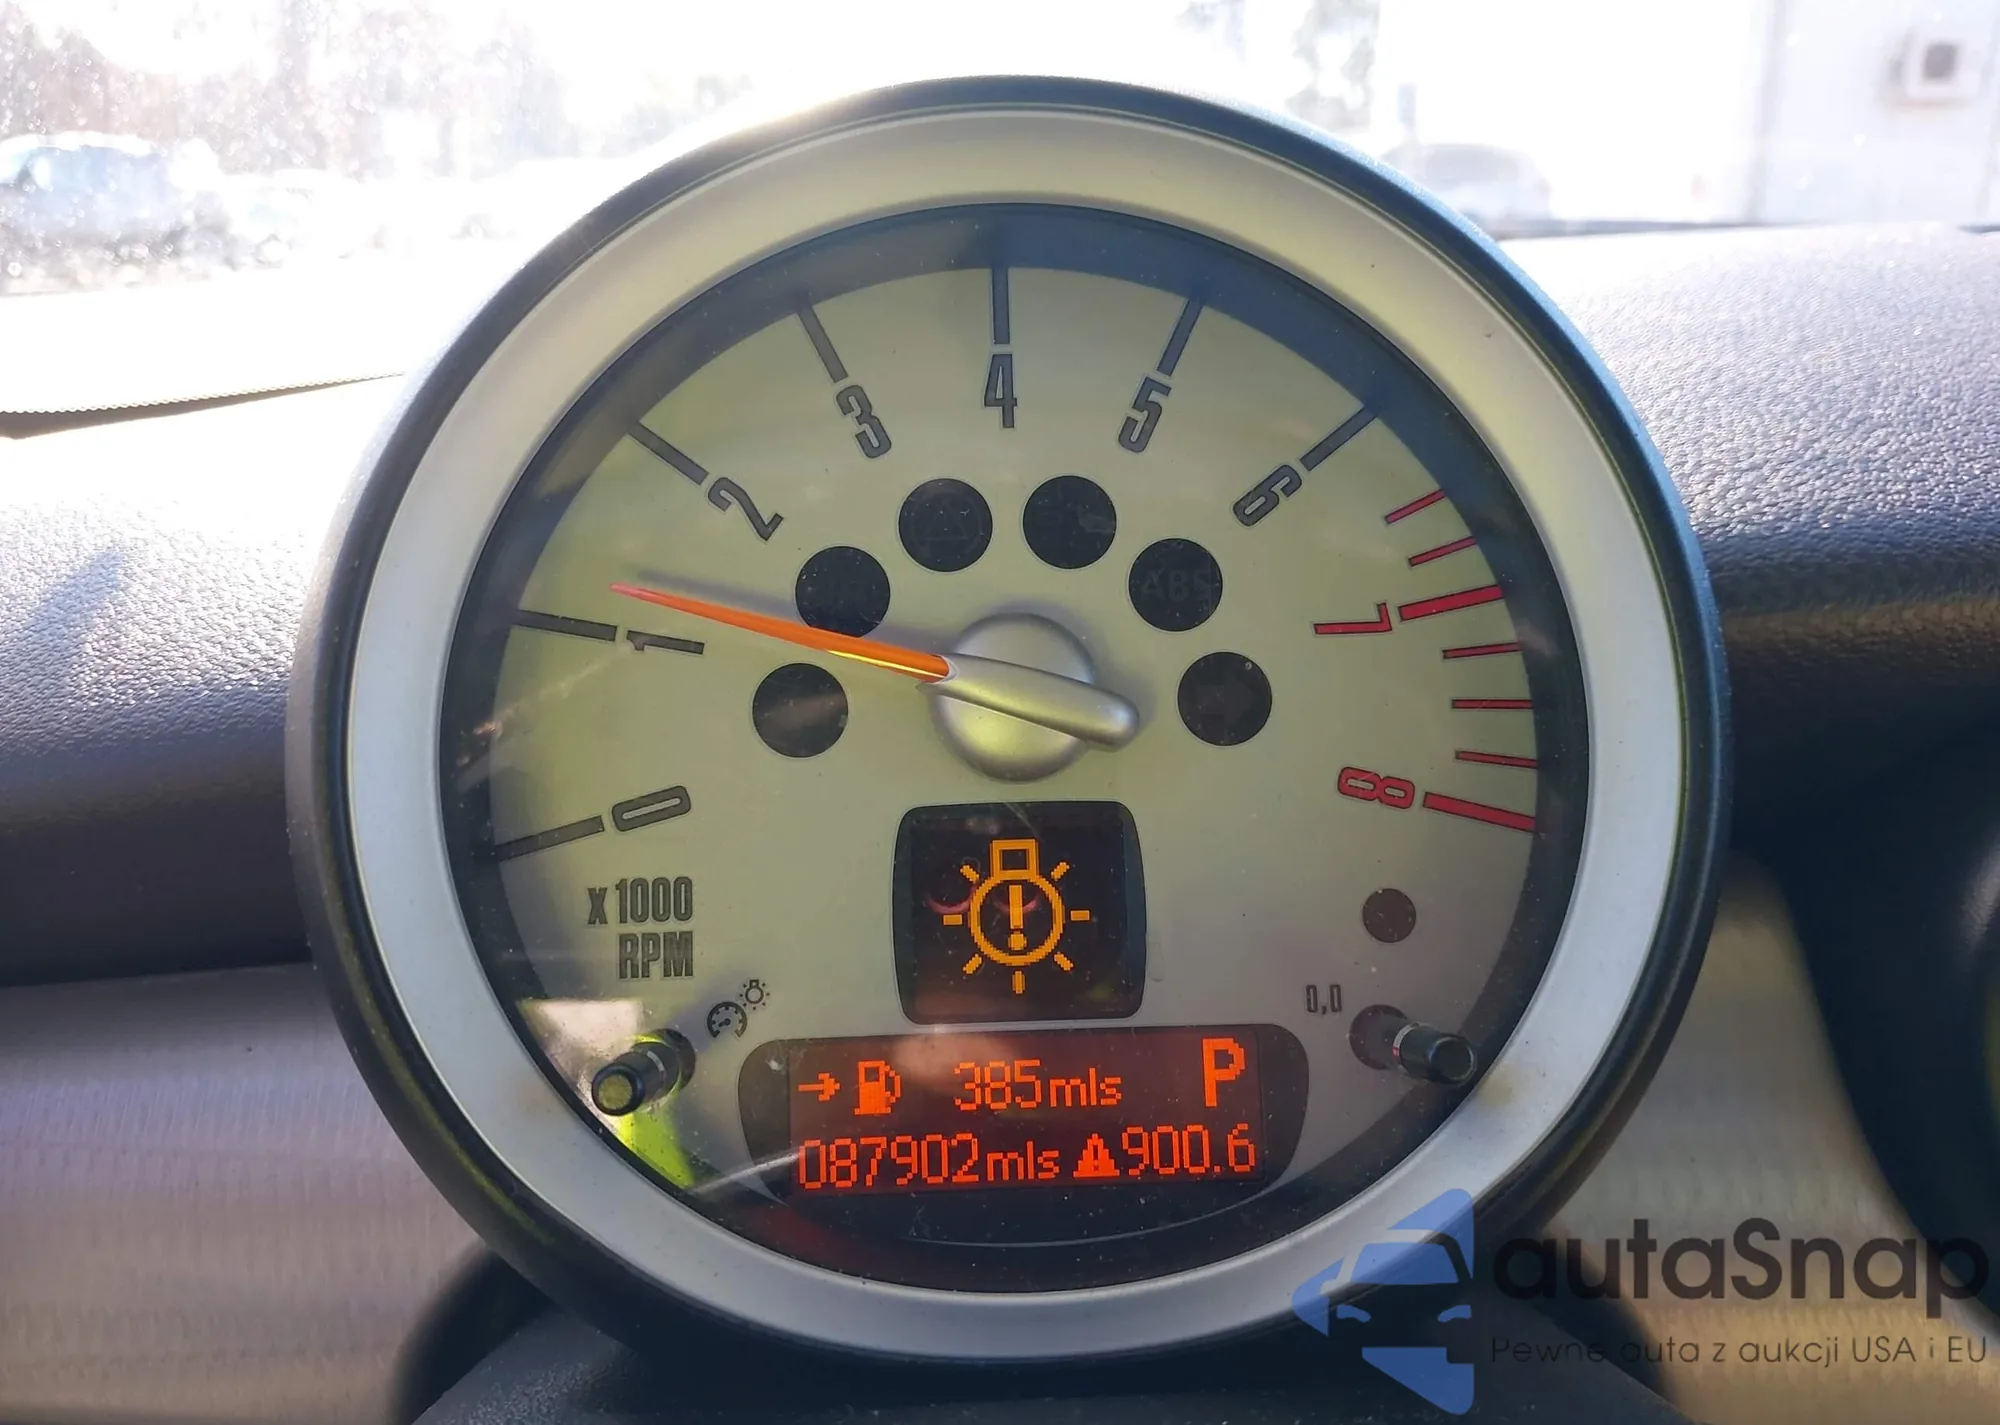 4
3
5
2
6
ABS
1
7
0
8
x 1000
RPM
0,0
385mls P
087902mls 900.6
autaSnap
Pewne auta z aukcji USA i EU